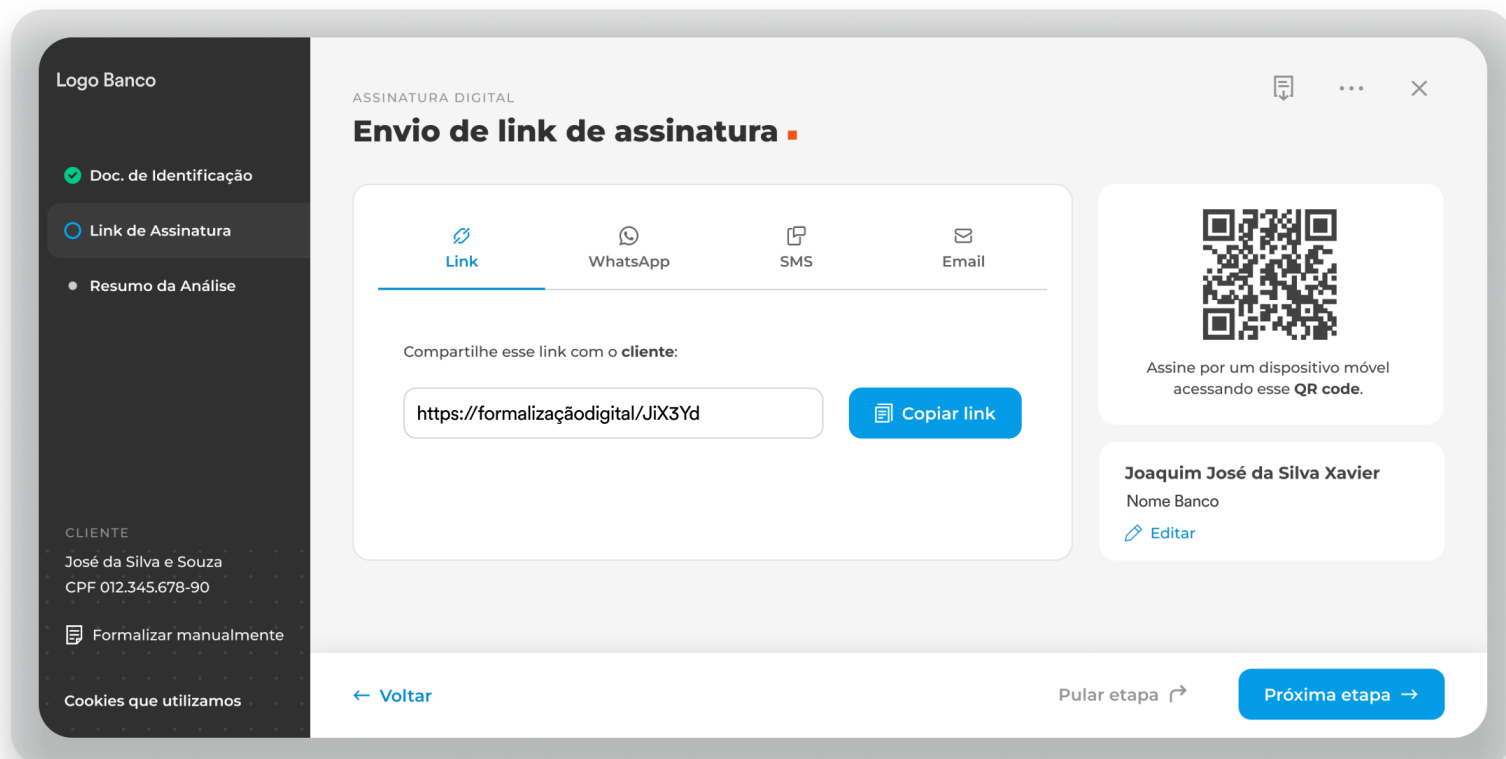 Logo Banco
Doc. de Identificação
Link de Assinatura
Resumo da Análise
CLIENTE
José da Silva e Souza
CPF 012.345.678-90
Formalizar manualmente
Cookies que utilizamos
ASSINATURA DIGITAL
Envio de link de assinatura
Link
WhatsApp
SMS
Email
Compartilhe esse link com o cliente:
https://formalizaçãodigital/JiX3Yd
Copiar link
Assine por um dispositivo móvel
acessando esse QR code.
Joaquim José da Silva Xavier
Nome Banco
Editar
Voltar
Pular etapa
Próxima etapa